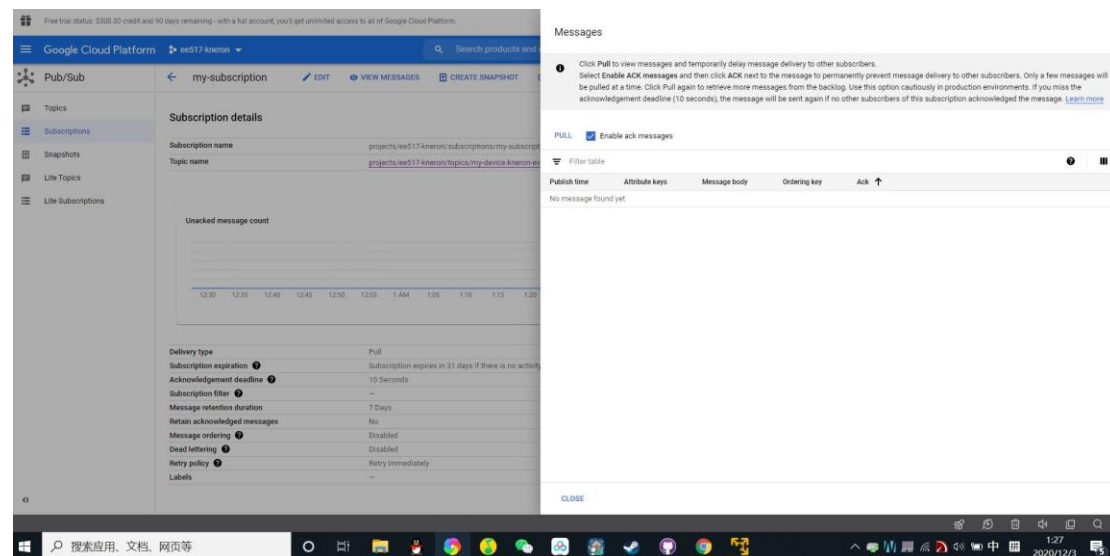 Free trial status: $300.00 credit and 90 days remaining - with a full account, you'll get unlimited access to all of Google Cloud Platform.
Google Cloud Platform
ee517-kneron
Search products and
Pub/Sub
my-subscription
EDIT
VIEW MESSAGES
CREATE SNAPSHOT
Topics
Subscriptions
Snapshots
Lite Topics
Lite Subscriptions
Subscription details
Subscription name projects/ee517-kneron/subscriptions/my-subscript
Topic name projects/ee517-kneron/topics/my-device-kneron-ev
Unacked message count
12:30 12:35 12:40 12:45 12:50 12:55 1 AM 1:05 1:10 1:15 1:20
Delivery type Pull
Subscription expiration Subscription expires in 31 days if there is no activity
Acknowledgement deadline 10 Seconds
Subscription filter –
Message retention duration 7 Days
Retain acknowledged messages No
Message ordering Disabled
Dead lettering Disabled
Retry policy Retry immediately
Labels –
Messages
Click Pull to view messages and temporarily delay message delivery to other subscribers.
Select Enable ACK messages and then click ACK next to the message to permanently prevent message delivery to other subscribers. Only a few messages will
be pulled at a time. Click Pull again to retrieve more messages from the backlog. Use this option cautiously in production environments. If you miss the
acknowledgement deadline (10 seconds), the message will be sent again if no other subscribers of this subscription acknowledged the message. Learn more
PULL Enable ack messages
Filter table
Publish time Attribute keys Message body Ordering key Ack
No message found yet
CLOSE
搜索应用、文档、网页等
中
1:27
2020/12/3